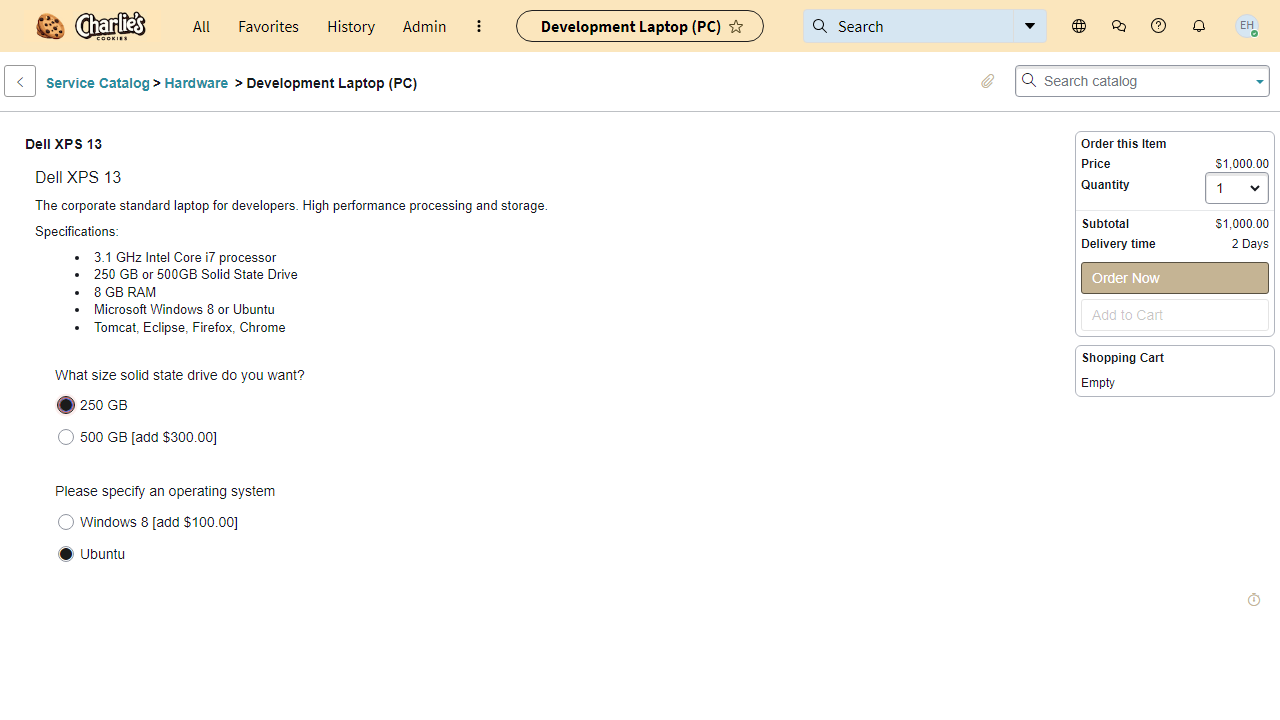 Charlie's
COOKIES
All
Favorites
History
Admin
Development Laptop (PC)
Search
EH
Service Catalog > Hardware > Development Laptop (PC)
Search catalog
Dell XPS 13
Dell XPS 13
The corporate standard laptop for developers. High performance processing and storage.
Specifications:
• 3.1 GHz Intel Core i7 processor
• 250 GB or 500GB Solid State Drive
• 8 GB RAM
• Microsoft Windows 8 or Ubuntu
• Tomcat, Eclipse, Firefox, Chrome
What size solid state drive do you want?
250 GB
500 GB [add $300.00]
Please specify an operating system
Windows 8 [add $100.00]
Ubuntu
Order this Item
Price $1,000.00
Quantity 1
Subtotal $1,000.00
Delivery time 2 Days
Order Now
Add to Cart
Shopping Cart
Empty